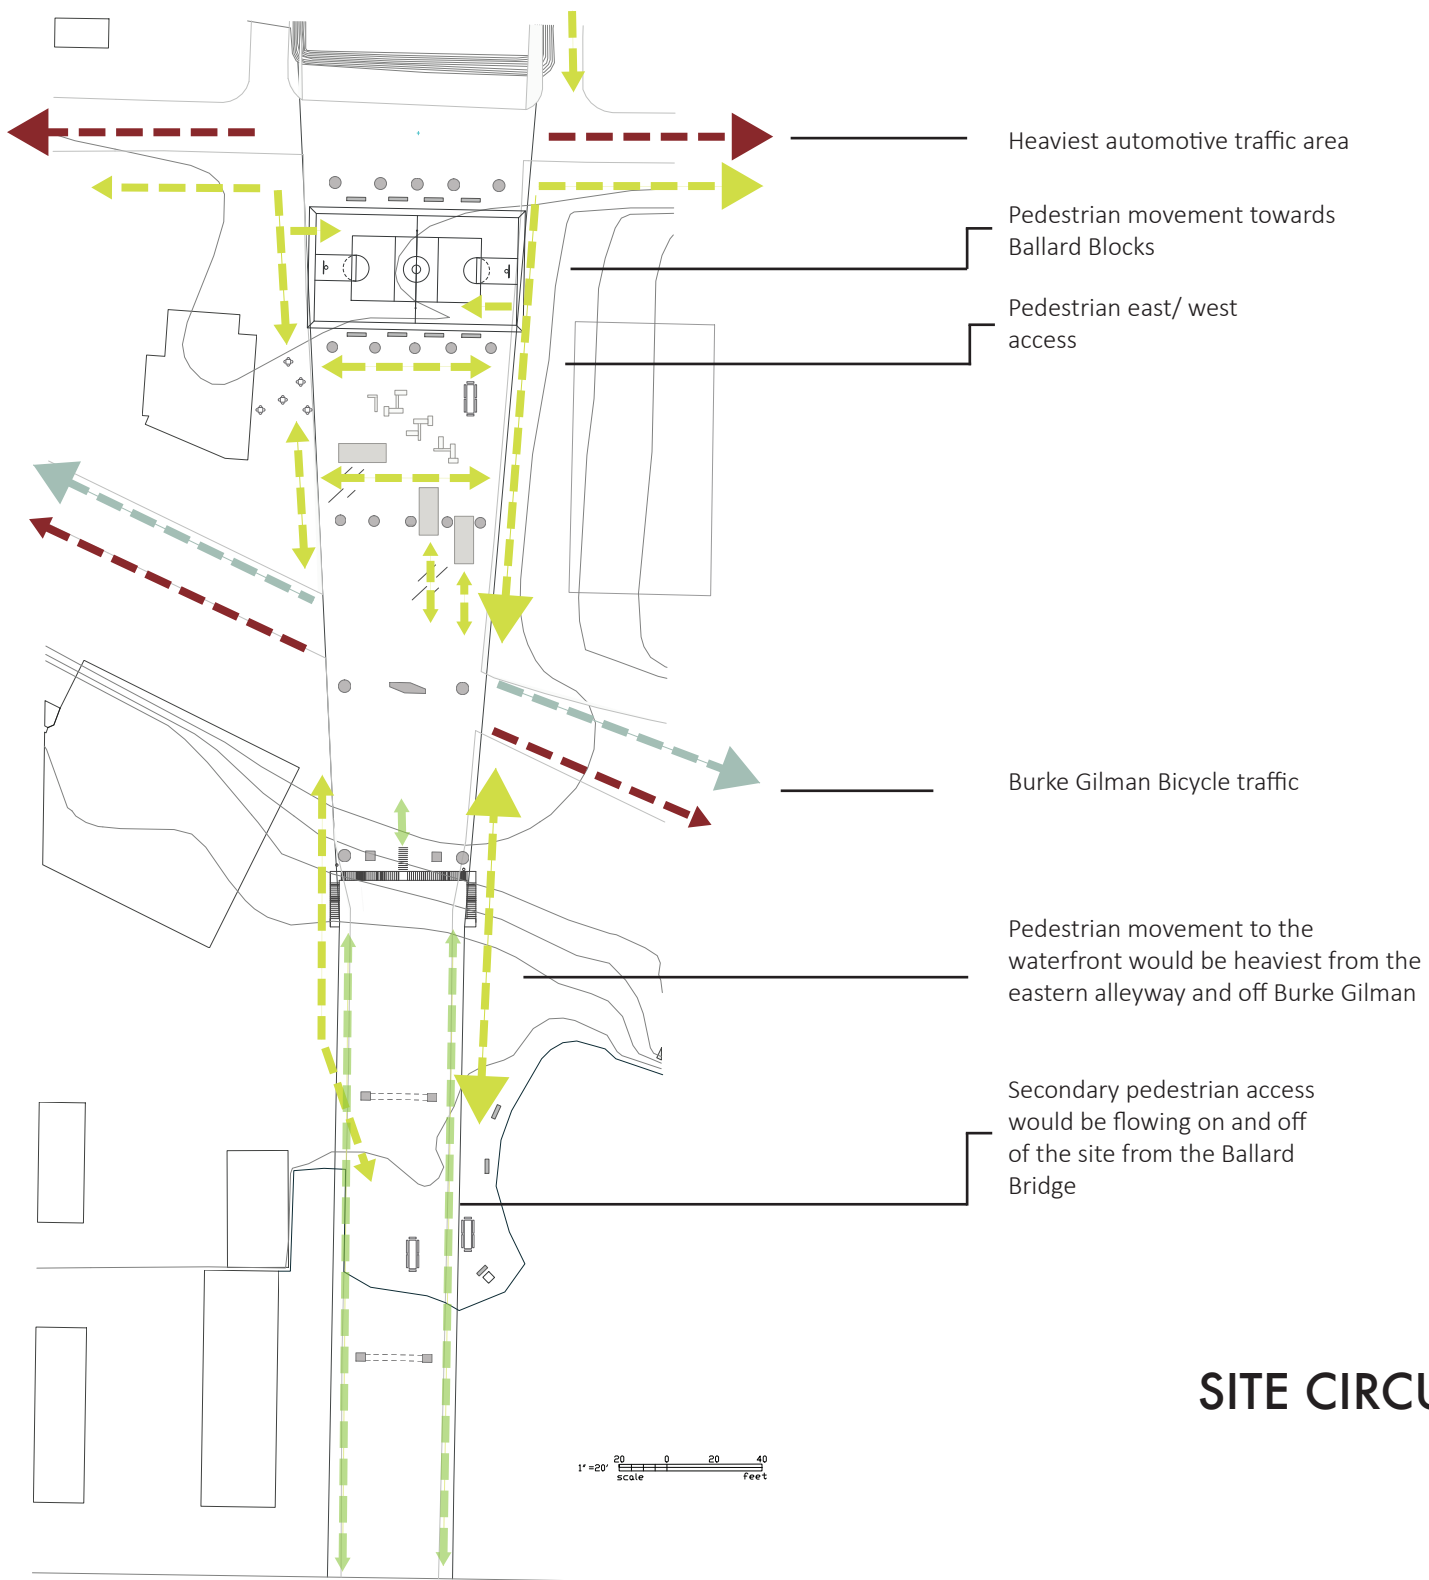 Heaviest automotive traffic area
Pedestrian movement towards
Ballard Blocks
Pedestrian east/ west
access
Burke Gilman Bicycle traffic
Pedestrian movement to the
waterfront would be heaviest from the
eastern alleyway and off Burke Gilman
Secondary pedestrian access
would be flowing on and off
of the site from the Ballard
Bridge
SITE CIRCU
20 0 20 40
1"=20'
scale feet